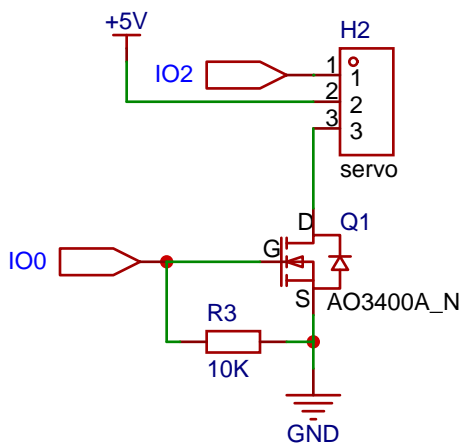 H2
+5V
IO2
1
1
2
2
3
3
servo
D
Q1
G
IO0
S
AO3400A_N
R3
10K
GND